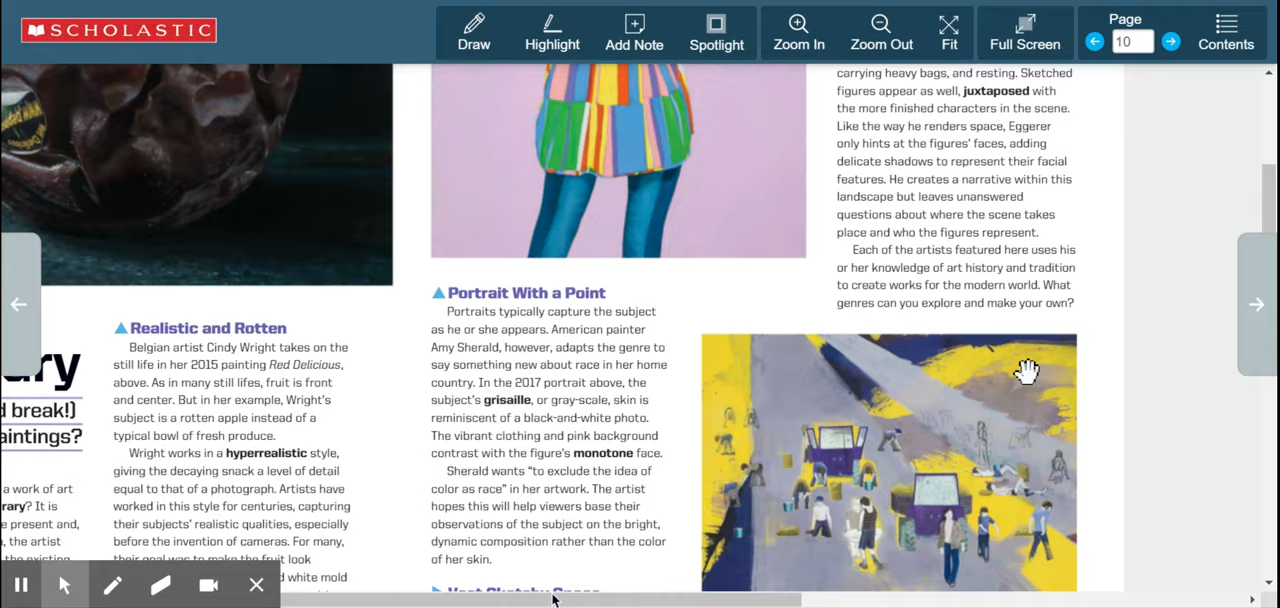 SCHOLASTIC
Draw
Highlight
Add Note
Spotlight
Zoom In
Zoom Out
Fit
Full Screen
Page
10
Contents
ry
d break!)
aintings?
a work of art
rary? It is
e present and,
, the artist
the existing
Realistic and Rotten
Belgian artist Cindy Wright takes on the
still life in her 2015 painting Red Delicious,
above. As in many still lifes, fruit is front
and center. But in her example, Wright's
subject is a rotten apple instead of a
typical bowl of fresh produce.
Wright works in a hyperrealistic style,
giving the decaying snack a level of detail
equal to that of a photograph. Artists have
worked in this style for centuries, capturing
their subjects' realistic qualities, especially
before the invention of cameras. For many,
their goal was to make the fruit look
d white mold
Portrait With a Point
Portraits typically capture the subject
as he or she appears. American painter
Amy Sherald, however, adapts the genre to
say something new about race in her home
country. In the 2017 portrait above, the
subject's grisaille, or gray-scale, skin is
reminiscent of a black-and-white photo.
The vibrant clothing and pink background
contrast with the figure's monotone face.
Sherald wants "to exclude the idea of
color as race" in her artwork. The artist
hopes this will help viewers base their
observations of the subject on the bright,
dynamic composition rather than the color
of her skin.
Vast Sketchy Space
carrying heavy bags, and resting. Sketched
figures appear as well, juxtaposed with
the more finished characters in the scene.
Like the way he renders space, Eggerer
only hints at the figures' faces, adding
delicate shadows to represent their facial
features. He creates a narrative within this
landscape but leaves unanswered
questions about where the scene takes
place and who the figures represent.
Each of the artists featured here uses his
or her knowledge of art history and tradition
to create works for the modern world. What
genres can you explore and make your own?